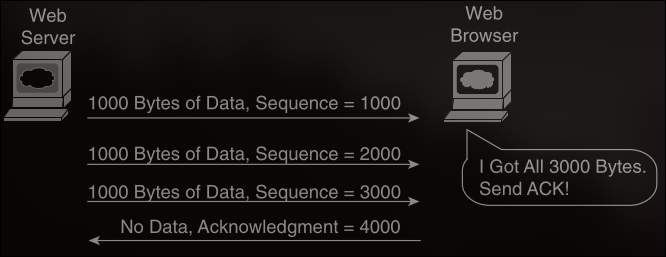 Web
Server
Web
Browser
1000 Bytes of Data, Sequence = 1000
1000 Bytes of Data, Sequence = 2000
1000 Bytes of Data, Sequence = 3000
No Data, Acknowledgment = 4000
I Got All 3000 Bytes.
Send ACK!